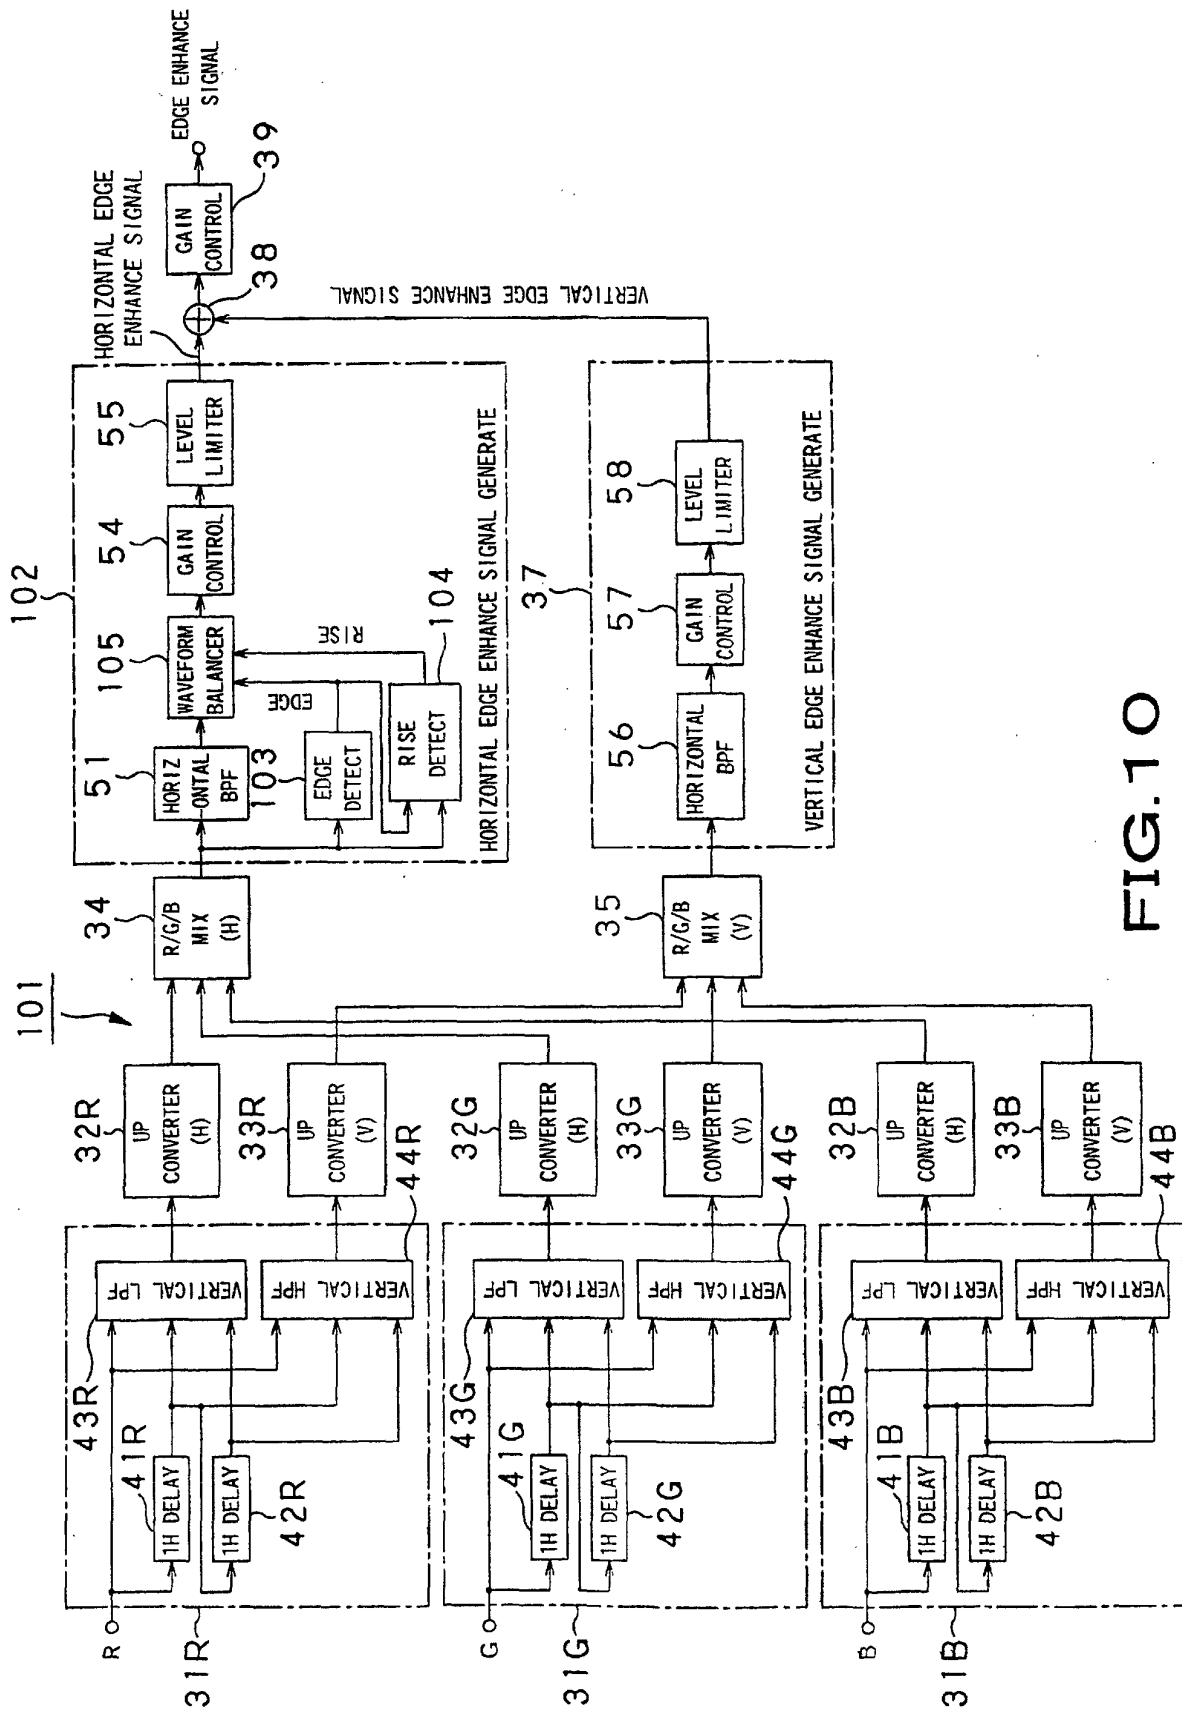 101
R
31R
41R
1H DELAY
1H DELAY
42R
43R
VERTICAL LPF
VERTICAL HPF
44R
32R
UP
CONVERTER
(H)
33R
UP
CONVERTER
(V)
G
31G
41G
1H DELAY
1H DELAY
42G
43G
VERTICAL LPF
VERTICAL HPF
44G
32G
UP
CONVERTER
(H)
33G
UP
CONVERTER
(V)
B
31B
41B
1H DELAY
1H DELAY
42B
43B
VERTICAL LPF
VERTICAL HPF
44B
32B
UP
CONVERTER
(H)
33B
UP
CONVERTER
(V)
34
R/G/B
MIX
(H)
35
R/G/B
MIX
(V)
102
51
HORIZ
ONTAL
BPF
103
EDGE
DETECT
EDGE
RISE
DETECT
104
RISE
105
WAVEFORM
BALANCER
54
GAIN
CONTROL
55
LEVEL
LIMITER
HORIZONTAL EDGE ENHANCE SIGNAL GENERATE
37
56
HORIZONTAL
BPF
57
GAIN
CONTROL
58
LEVEL
LIMITER
VERTICAL EDGE ENHANCE SIGNAL GENERATE
HORIZONTAL EDGE
ENHANCE SIGNAL
VERTICAL EDGE ENHANCE SIGNAL
38
GAIN
CONTROL
39
EDGE ENHANCE
SIGNAL
FIG.10